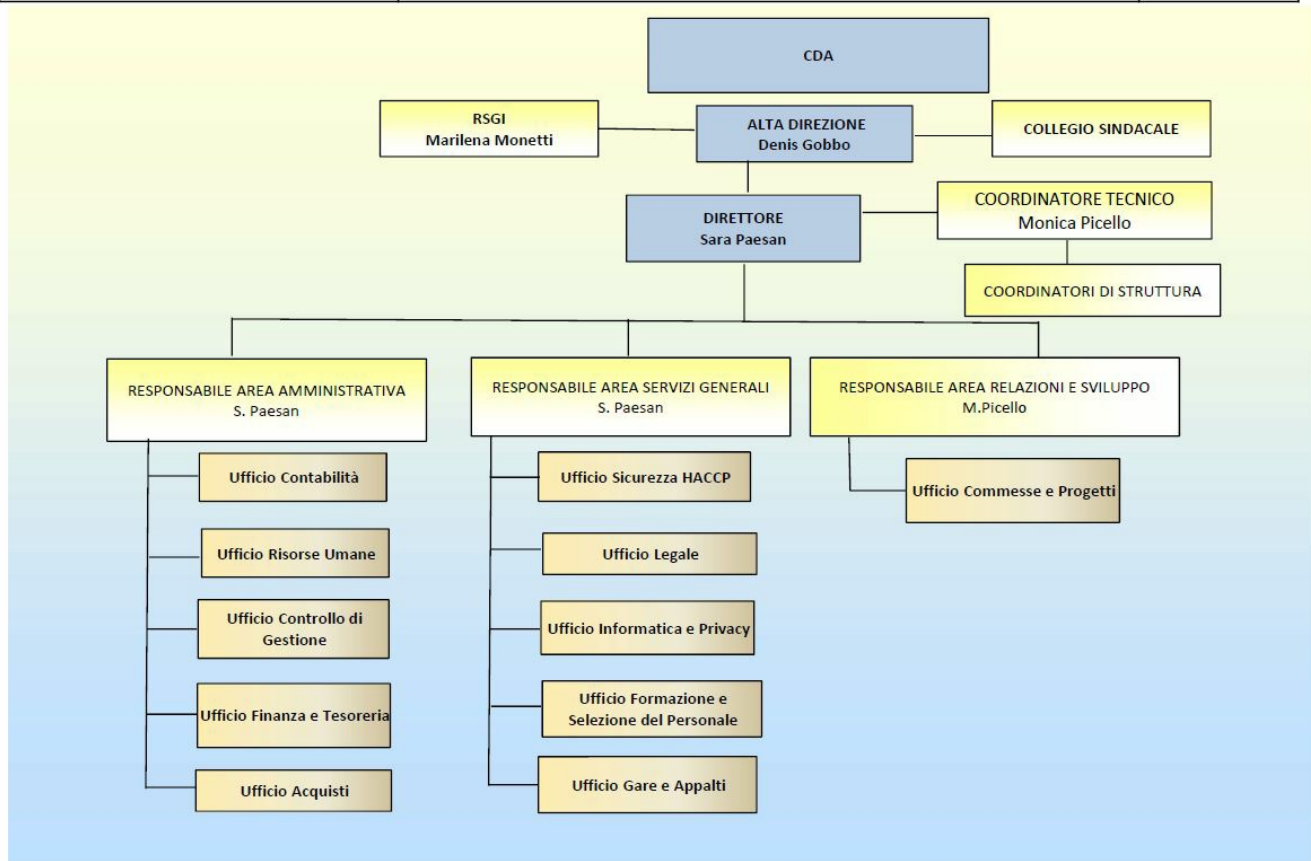 CDA
RSGI
Marilena Monetti
ALTA DIREZIONE
Denis Gobbo
COLLEGIO SINDACALE
DIRETTORE
Sara Paesan
COORDINATORE TECNICO
Monica Picello
COORDINATORI DI STRUTTURA
RESPONSABILE AREA AMMINISTRATIVA
S. Paesan
RESPONSABILE AREA SERVIZI GENERALI
S. Paesan
RESPONSABILE AREA RELAZIONI E SVILUPPO
M.Picello
Ufficio Contabilità
Ufficio Risorse Umane
Ufficio Controllo di
Gestione
Ufficio Finanza e Tesoreria
Ufficio Acquisti
Ufficio Sicurezza HACCP
Ufficio Legale
Ufficio Informatica e Privacy
Ufficio Formazione e
Selezione del Personale
Ufficio Gare e Appalti
Ufficio Commesse e Progetti